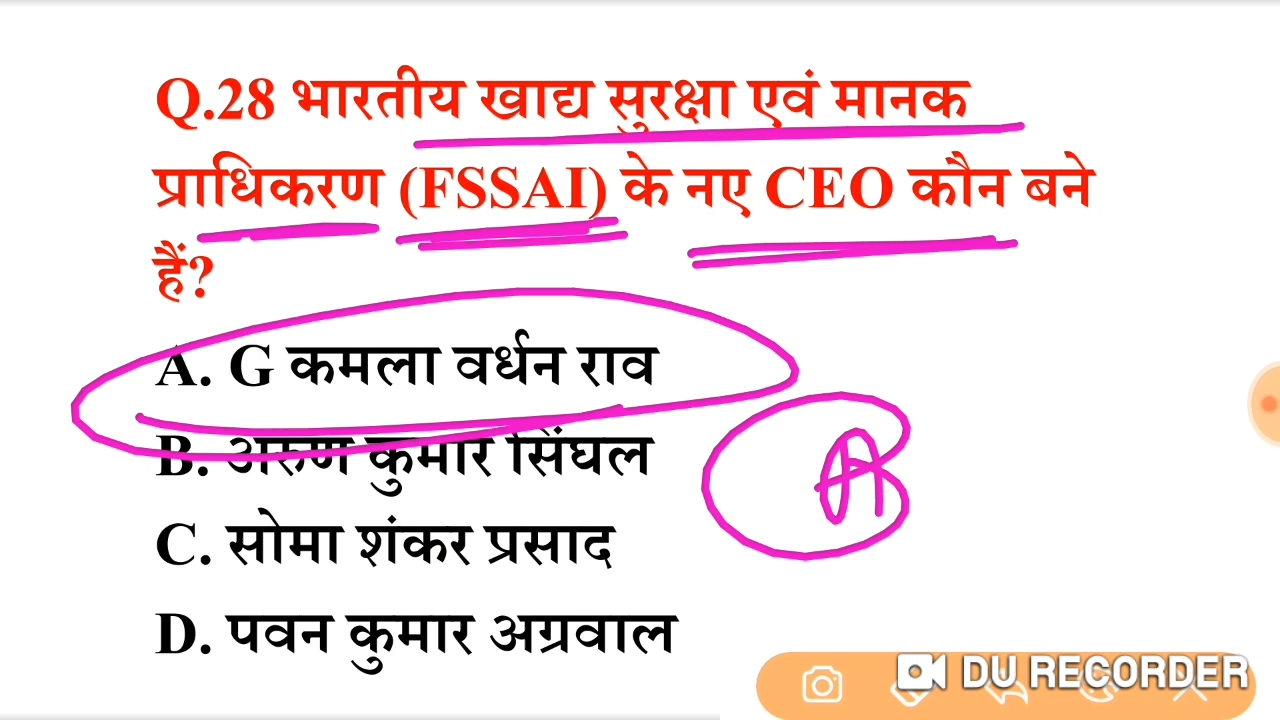 Q.28 भारतीय खाद्य सुरक्षा एवं मानक
प्राधिकरण (FSSAI) के नए CEO कौन बने
हैं?
A. G कमला वर्धन राव
B. अरुण कुमार सिंघल
A
C. सोमा शंकर प्रसाद
D. पवन कुमार अग्रवाल
DU RECORDER